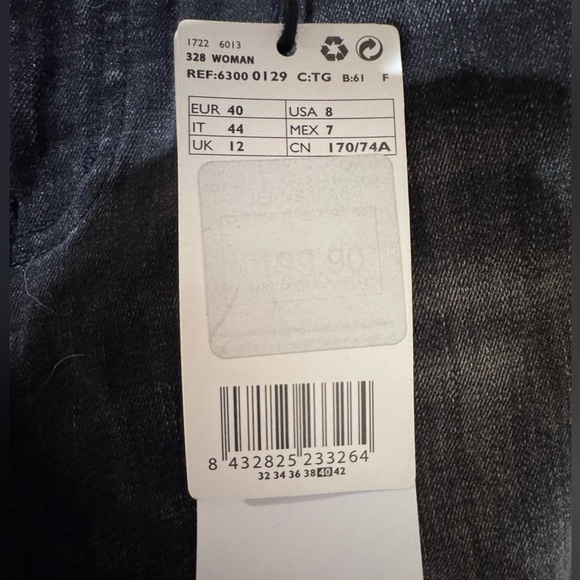 1722 6013
328 WOMAN
REF:6300 0129 C:TG B:61 F
EUR 40 USA 8
IT 44 MEX 7
UK 12 CN 170/74A
8 432825 233264
32 34 36 38 40 42